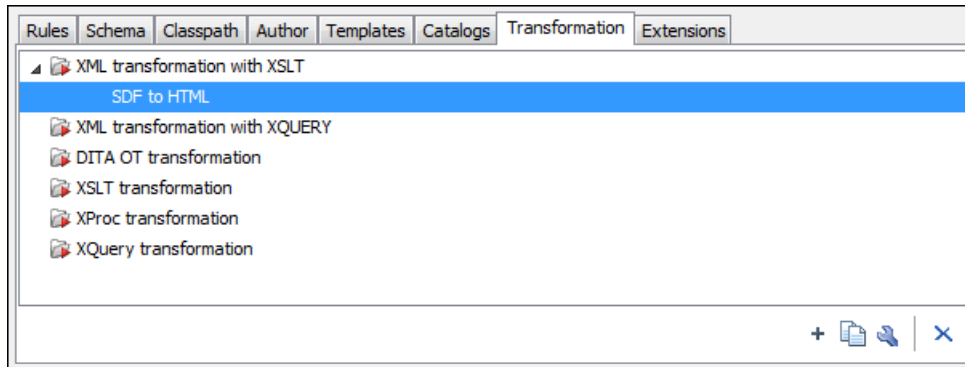 Rules Schema Classpath Author Templates Catalogs Transformation Extensions
XML transformation with XSLT
SDF to HTML
XML transformation with XQUERY
DITA OT transformation
XSLT transformation
XProc transformation
XQuery transformation